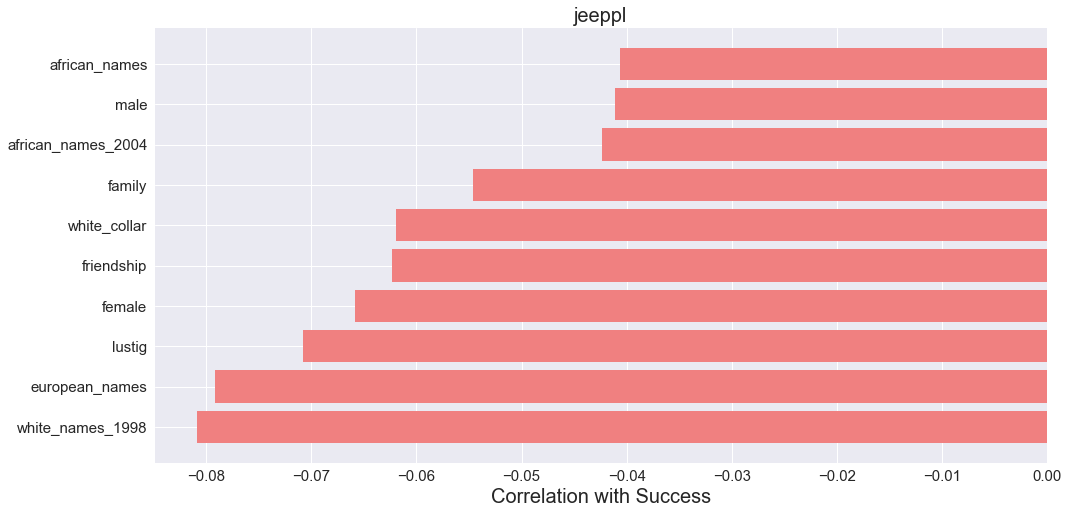 jeeppl
african_names
male
african_names_2004
family
white_collar
friendship
female
lustig
european_names
white_names_1998
−0.08 −0.07 −0.06 −0.05 −0.04 −0.03 −0.02 −0.01 0.00
Correlation with Success